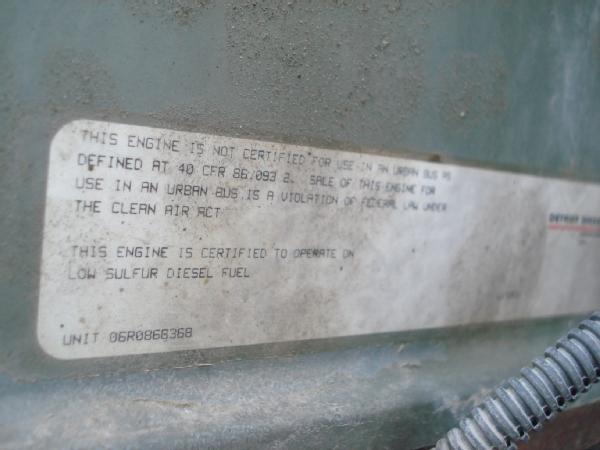 THIS ENGINE IS NOT CERTIFIED FOR USE IN AN URBAN BUS AS
DEFINED AT 40 CFR 86/093 2. SALE OF THIS ENGINE FOR
USE IN AN URBAN BUS IS A VIOLATION OF FEDERAL LAW UNDER
THE CLEAN AIR ACT
THIS ENGINE IS CERTIFIED TO OPERATE ON
LOW SULFUR DIESEL FUEL
UNIT 06R0868368
DETROIT DIESEL